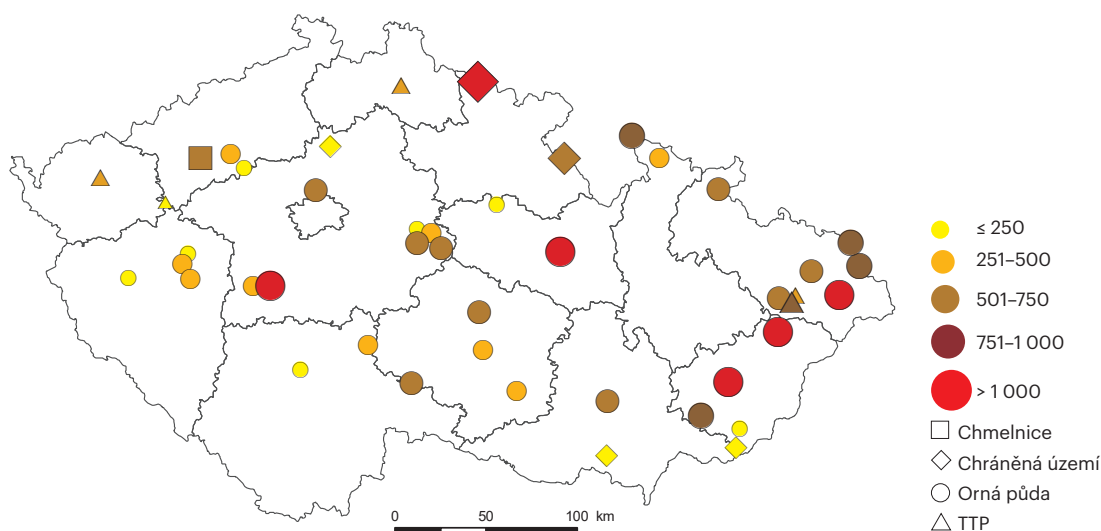 ≤ 250
251–500
501–750
751–1 000
> 1 000
Chmelnice
Chráněná území
Orná půda
TTP
0 50 100 km